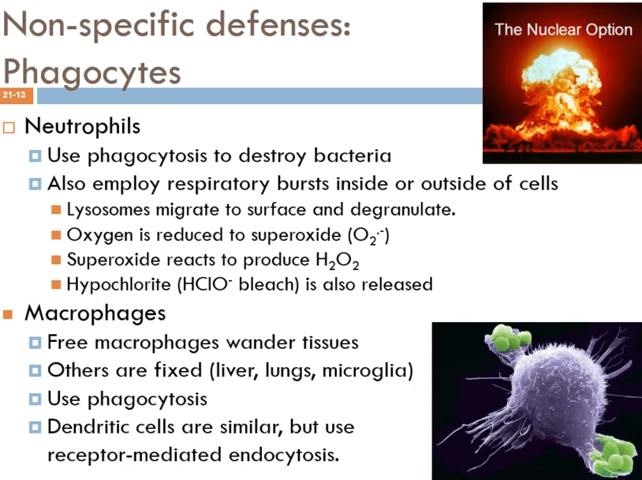 Non-specific defenses:
Phagocytes
The Nuclear Option
21-13
Neutrophils
Use phagocytosis to destroy bacteria
Also employ respiratory bursts inside or outside of cells
Lysosomes migrate to surface and degranulate.
Oxygen is reduced to superoxide (O₂·⁻)
Superoxide reacts to produce H₂O₂
Hypochlorite (HClO⁻ bleach) is also released
Macrophages
Free macrophages wander tissues
Others are fixed (liver, lungs, microglia)
Use phagocytosis
Dendritic cells are similar, but use
receptor-mediated endocytosis.